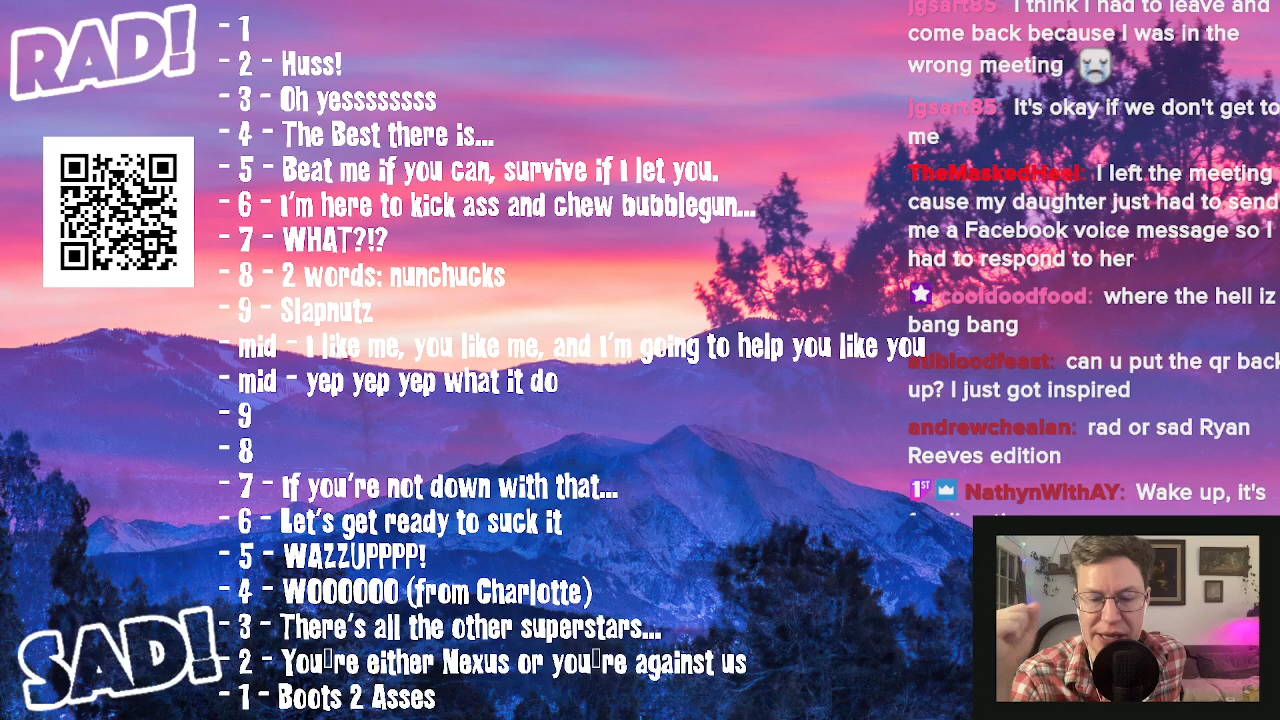 RAD!
- 1
- 2 - Huss!
- 3 - Oh yessssssss
- 4 - The Best there is...
- 5 - Beat me if you can, survive if I let you.
- 6 - I'm here to kick ass and chew bubblegun...
- 7 - WHAT?!?
- 8 - 2 words: nunchucks
- 9 - Slapnutz
- mid - I like me, you like me, and I'm going to help you like you
- mid - yep yep yep what it do
- 9
- 8
- 7 - If you're not down with that...
- 6 - Let's get ready to suck it
- 5 - WAZZUPPPP!
- 4 - WOOOOOO (from Charlotte)
- 3 - There's all the other superstars...
- 2 - You▯re either Nexus or you▯re against us
- 1 - Boots 2 Asses
SAD!
jgsart85: I think I had to leave and
come back because I was in the
wrong meeting
jgsart85: It's okay if we don't get to
me
TheMaskedHeel: I left the meeting
cause my daughter just had to send
me a Facebook voice message so I
had to respond to her
cooldoodfood: where the hell iz
bang bang
atlbloodfeast: can u put the qr back
up? I just got inspired
andrewchealan: rad or sad Ryan
Reeves edition
1ST NathynWithAY: Wake up, it's